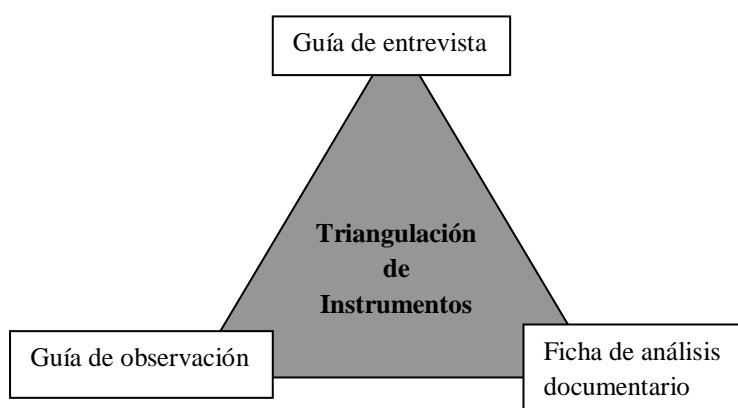 Guía de entrevista
Triangulación
de
Instrumentos
Guía de observación
Ficha de análisis
documentario